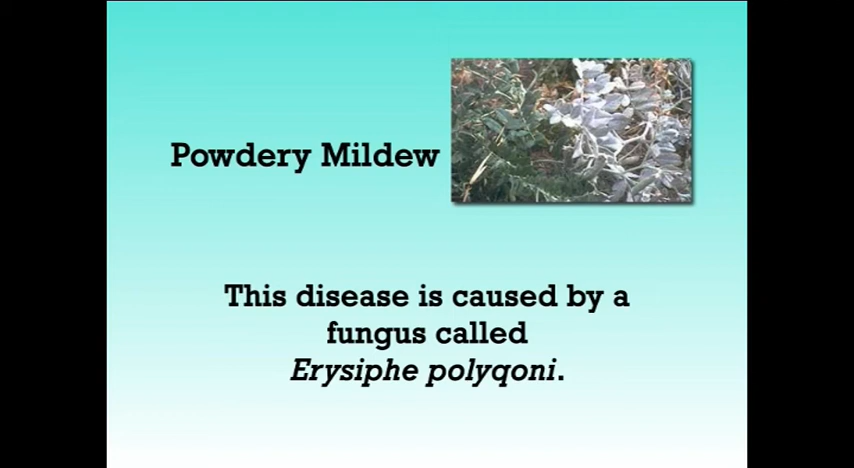 Powdery Mildew
This disease is caused by a
fungus called
Erysiphe polyqoni.